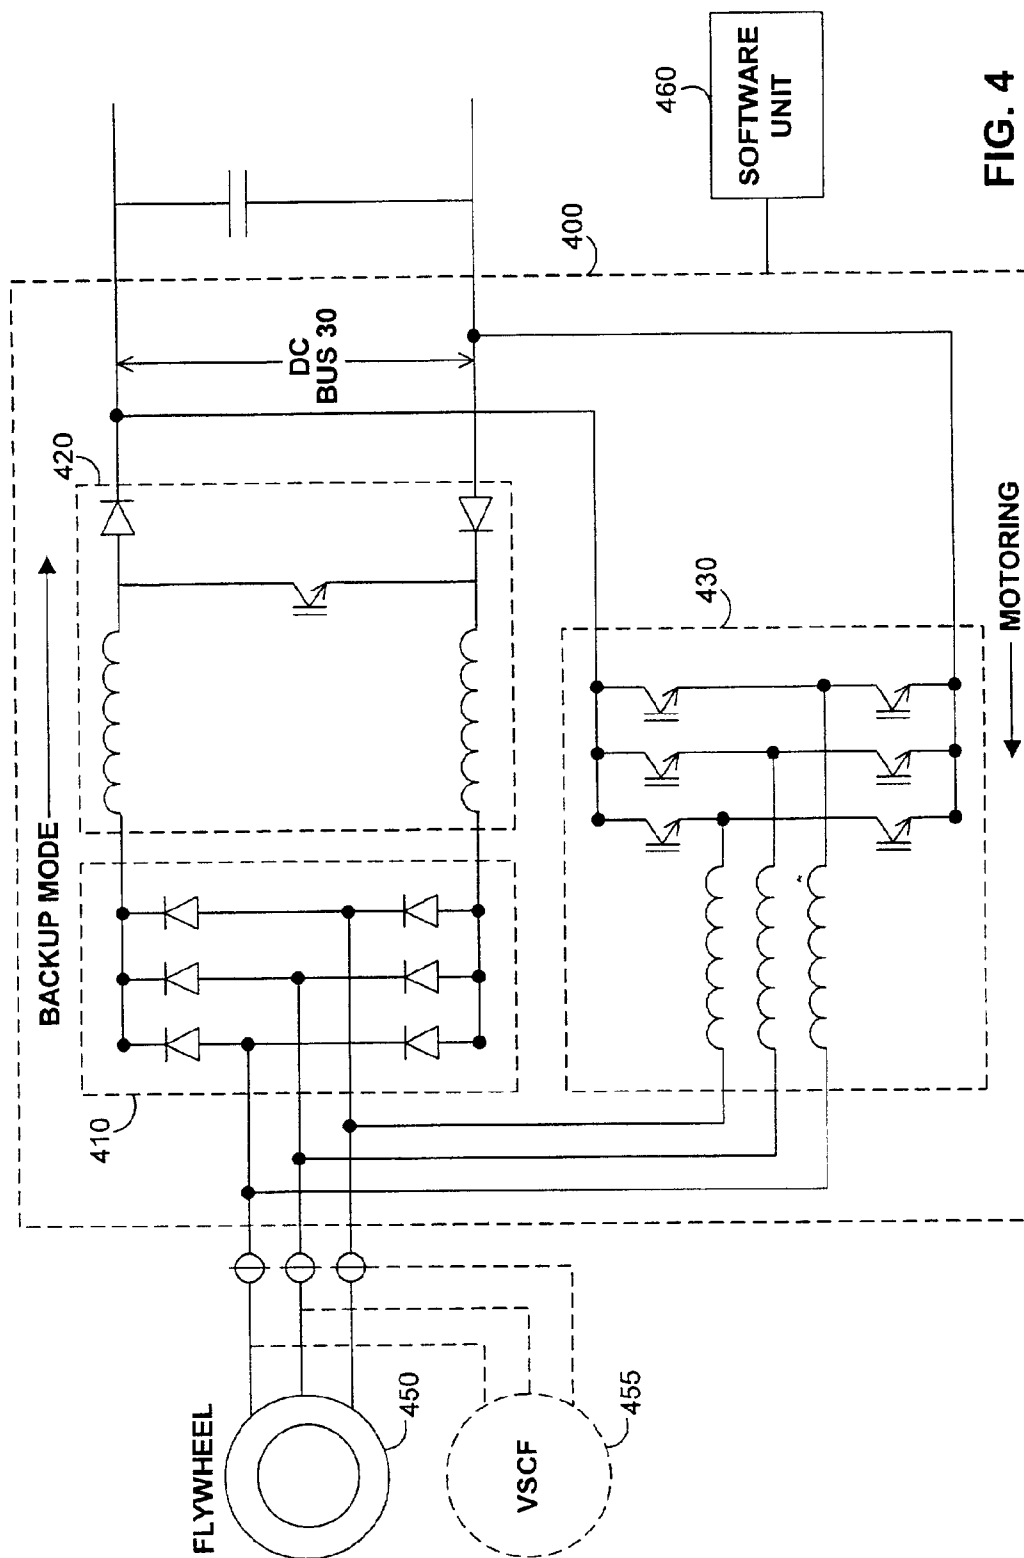 FLYWHEEL
450
VSCF
455
BACKUP MODE
410
420
DC
BUS 30
430
MOTORING
400
460
SOFTWARE
UNIT
FIG. 4